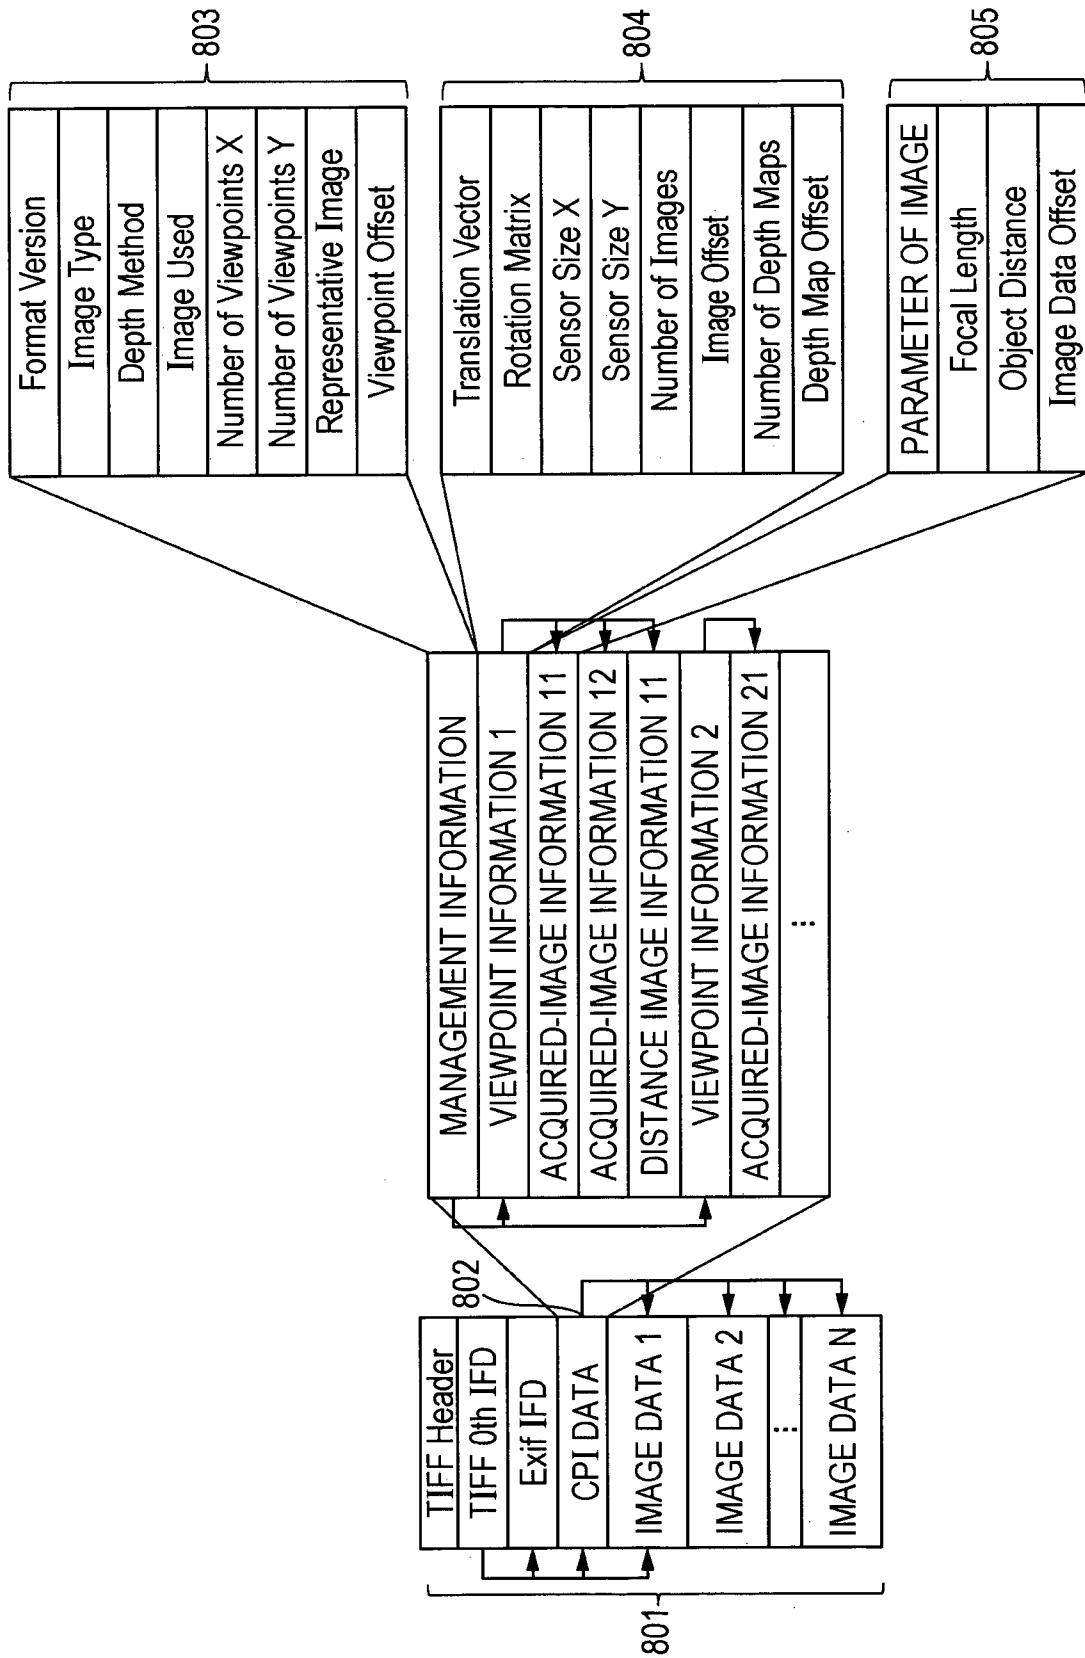 TIFF Header
TIFF 0th IFD
Exif IFD
CPI DATA
IMAGE DATA 1
IMAGE DATA 2
...
IMAGE DATA N
801
802
MANAGEMENT INFORMATION
VIEWPOINT INFORMATION 1
ACQUIRED-IMAGE INFORMATION 11
ACQUIRED-IMAGE INFORMATION 12
DISTANCE IMAGE INFORMATION 11
VIEWPOINT INFORMATION 2
ACQUIRED-IMAGE INFORMATION 21
...
Format Version
Image Type
Depth Method
Image Used
Number of Viewpoints X
Number of Viewpoints Y
Representative Image
Viewpoint Offset
803
Translation Vector
Rotation Matrix
Sensor Size X
Sensor Size Y
Number of Images
Image Offset
Number of Depth Maps
Depth Map Offset
804
PARAMETER OF IMAGE
Focal Length
Object Distance
Image Data Offset
805